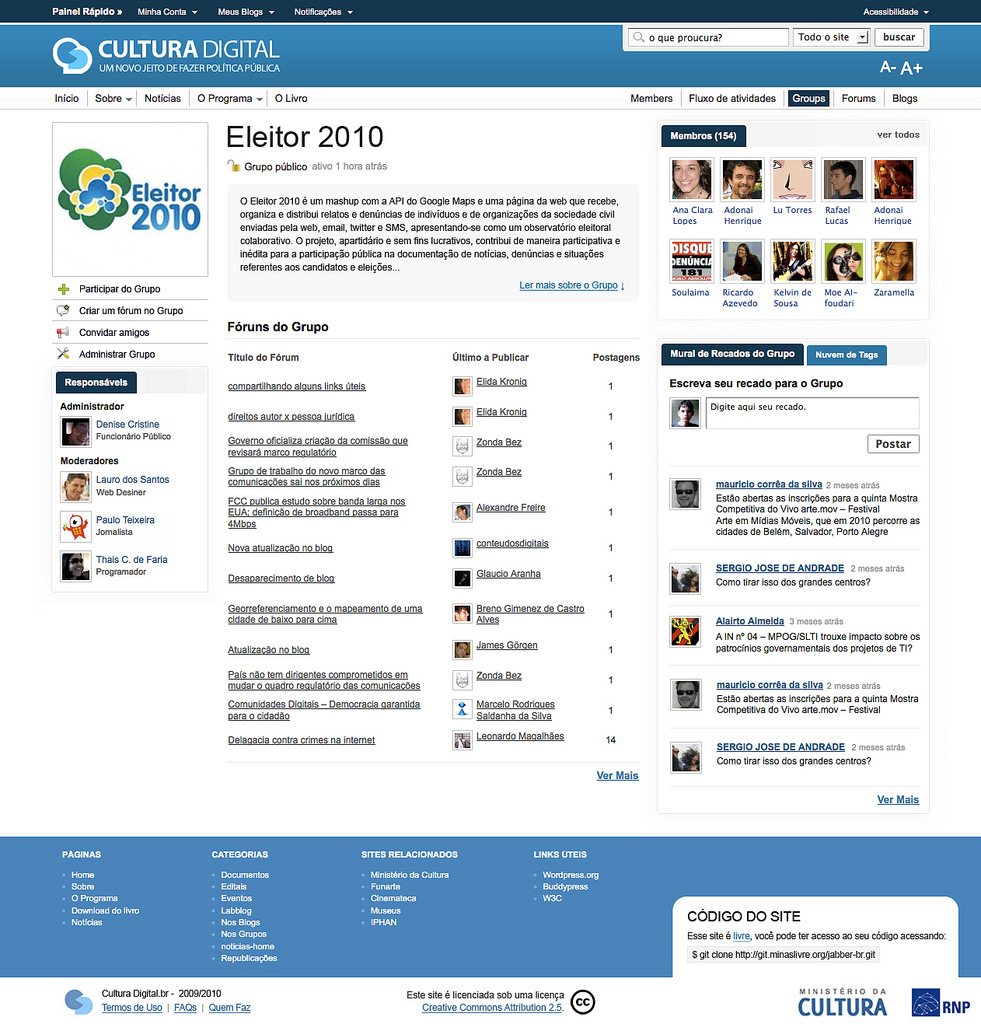 Painel Rápido »
Minha Conta
Meus Blogs
Notificações
Acessibilidade
CULTURA DIGITAL
UM NOVO JEITO DE FAZER POLÍTICA PÚBLICA
o que proucura?
Todo o site
buscar
A- A+
Início
Sobre
Notícias
O Programa
O Livro
Members
Fluxo de atividades
Groups
Forums
Blogs
Eleitor
2010
Participar do Grupo
Criar um fórum no Grupo
Convidar amigos
Administrar Grupo
Responsáveis
Administrador
Denise Cristine
Funcionário Público
Moderadores
Lauro dos Santos
Web Desiner
Paulo Teixeira
Jornalista
Thais C. de Faria
Programador
Eleitor 2010
Grupo público ativo 1 hora atrás
O Eleitor 2010 é um mashup com a API do Google Maps e uma página da web que recebe,
organiza e distribui relatos e denúncias de indivíduos e de organizações da sociedade civil
enviadas pela web, email, twitter e SMS, apresentando-se como um observatório eleitoral
colaborativo. O projeto, apartidário e sem fins lucrativos, contribui de maneira participativa e
inédita para a participação pública na documentação de notícias, denúncias e situações
referentes aos candidatos e eleições...
Ler mais sobre o Grupo ↓
Fóruns do Grupo
Título do Fórum
Último a Publicar
Postagens
compartilhando alguns links úteis
Elida Kroniq
1
direitos autor x pessoa jurídica
Elida Kroniq
1
Governo oficializa criação da comissão que
revisará marco regulatório
Zonda Bez
1
Grupo de trabalho do novo marco das
comunicações sai nos próximos dias
Zonda Bez
1
FCC publica estudo sobre banda larga nos
EUA; definição de broadband passa para
4Mbps
Alexandre Freire
1
Nova atualização no blog
conteudosdigitais
1
Desaparecimento de blog
Glaucio Aranha
1
Georreferenciamento e o mapeamento de uma
cidade de baixo para cima
Breno Gimenez de Castro
Alves
1
Atualização no blog
James Görgen
1
País não tem dirigentes comprometidos em
mudar o quadro regulatório das comunicações
Zonda Bez
1
Comunidades Digitais – Democracia garantida
para o cidadão
Marcelo Rodrigues
Saldanha da Silva
1
Delagacia contra crimes na internet
Leonardo Magalhães
14
Ver Mais
Membros (154)
ver todos
Ana Clara
Lopes
Adonai
Henrique
Lu Torres
Rafael
Lucas
Adonai
Henrique
DISQUE
DENÚNCIA
181
Soulaima
Ricardo
Azevedo
Kelvin de
Sousa
Moe Al-
foudari
Zaramella
Mural de Recados do Grupo
Nuvem de Tags
Escreva seu recado para o Grupo
Digite aqui seu recado.
Postar
mauricio corrêa da silva 2 meses atrás
Estão abertas as inscrições para a quinta Mostra
Competitiva do Vivo arte.mov – Festival
Arte em Mídias Móveis, que em 2010 percorre as
cidades de Belém, Salvador, Porto Alegre
SERGIO JOSE DE ANDRADE 2 meses atrás
Como tirar isso dos grandes centros?
Alairto Almeida 3 meses atrás
A IN nº 04 – MPOG/SLTI trouxe impacto sobre os
patrocínios governamentais dos projetos de TI?
mauricio corrêa da silva 2 meses atrás
Estão abertas as inscrições para a quinta Mostra
Competitiva do Vivo arte.mov – Festival
SERGIO JOSE DE ANDRADE 2 meses atrás
Como tirar isso dos grandes centros?
Ver Mais
PÁGINAS
Home
Sobre
O Programa
Download do livro
Notícias
CATEGORIAS
Documentos
Editais
Eventos
Labblog
Nos Blogs
Nos Grupos
noticias-home
Republicações
SITES RELACIONADOS
Ministério da Cultura
Funarte
Cinemateca
Museus
IPHAN
LINKS ÚTEIS
Wordpress.org
Buddypress
W3C
CÓDIGO DO SITE
Esse site é livre, você pode ter acesso ao seu código acessando:
$ git clone http://git.minaslivre.org/jabber-br.git
Cultura Digital.br - 2009/2010
Termos de Uso | FAQs | Quem Faz
Este site é licenciada sob uma licença
Creative Commons Attribution 2.5.
cc
MINISTÉRIO DA
CULTURA
RNP